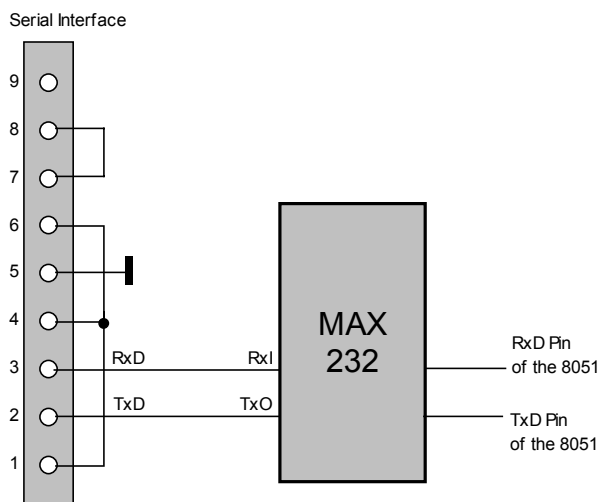 Serial Interface
9
8
7
6
5
4
3
2
1
RxD
RxI
TxD
TxO
MAX
232
RxD Pin
of the 8051
TxD Pin
of the 8051